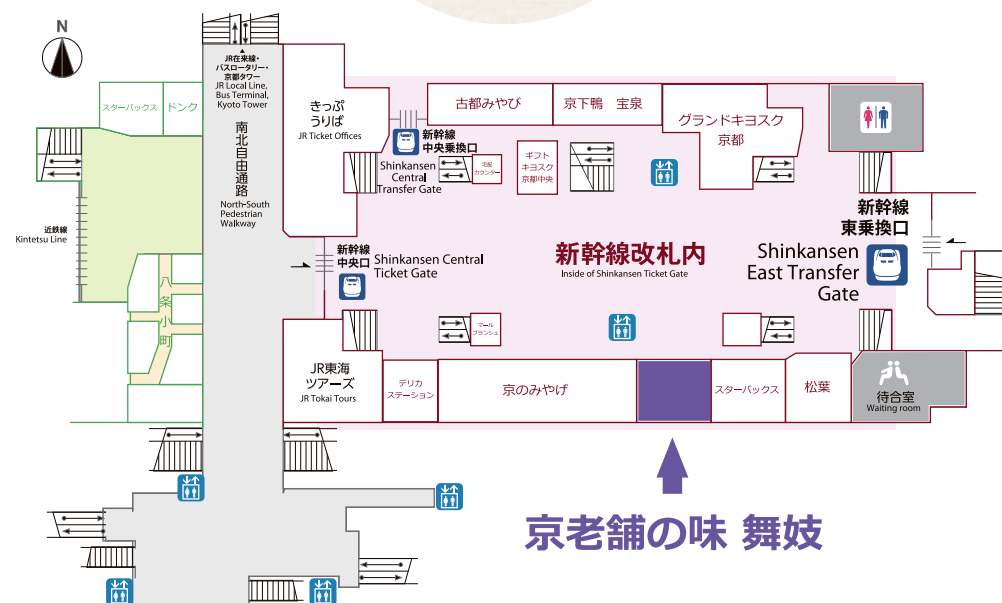 N
JR在来線・
バスロータリー・
京都タワー
JR Local Line,
Bus Terminal,
Kyoto Tower
南北自由通路
North-South
Pedestrian
Walkway
スターバックス
ドンク
近鉄線
Kintetsu Line
八条小町
きっぷ
うりば
JR Ticket Offices
新幹線
中央乗換口
Shinkansen
Central
Transfer Gate
古都みやび
京下鴨 宝泉
グランドキヨスク
京都
宅配
カウンター
ギフト
キヨスク
京都中央
新幹線
中央口
Shinkansen Central
Ticket Gate
新幹線改札内
Inside of Shinkansen Ticket Gate
新幹線
東乗換口
Shinkansen
East Transfer
Gate
マール
ブランシュ
JR東海
ツアーズ
JR Tokai Tours
デリカ
ステーション
京のみやげ
スターバックス
松葉
待合室
Waiting room
京老舗の味 舞妓